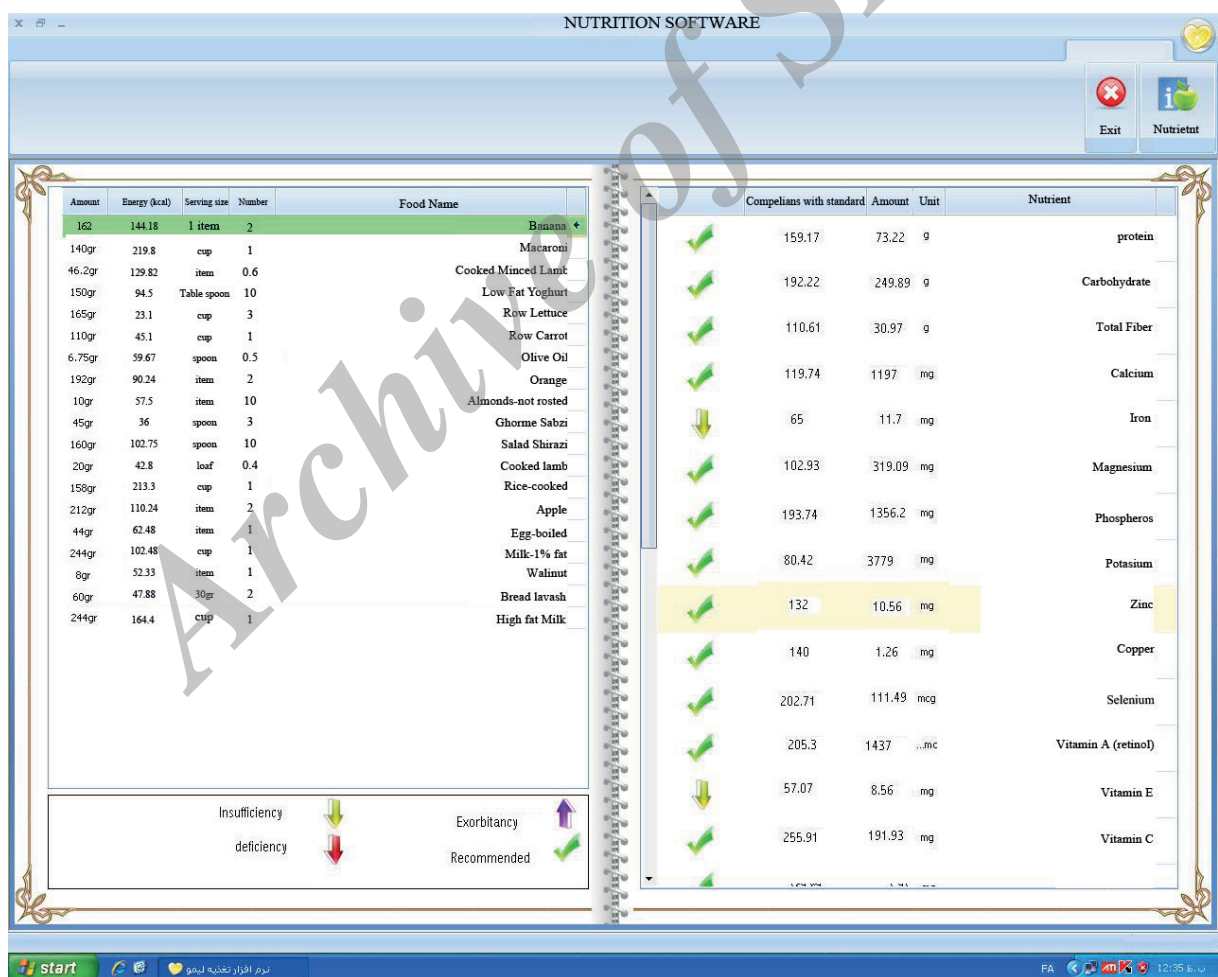 NUTRITION SOFTWARE
Exit
Nutrietnt
Amount Energy (kcal) Serving size Number Food Name
162 144.18 1 item 2 Banana
140gr 219.8 cup 1 Macaroni
46.2gr 129.82 item 0.6 Cooked Minced Lamb
150gr 94.5 Table spoon 10 Low Fat Yoghurt
165gr 23.1 cup 3 Row Lettuce
110gr 45.1 cup 1 Row Carrot
6.75gr 59.67 spoon 0.5 Olive Oil
192gr 90.24 item 2 Orange
10gr 57.5 item 10 Almonds-not rosted
45gr 36 spoon 3 Ghorme Sabzi
160gr 102.75 spoon 10 Salad Shirazi
20gr 42.8 loaf 0.4 Cooked lamb
158gr 213.3 cup 1 Rice-cooked
212gr 110.24 item 2 Apple
44gr 62.48 item 1 Egg-boiled
244gr 102.48 cup 1 Milk-1% fat
8gr 52.33 item 1 Walinut
60gr 47.88 30gr 2 Bread lavash
244gr 164.4 cup 1 High fat Milk
Insufficiency
Exorbitancy
deficiency
Recommended
Compelians with standard Amount Unit Nutrient
159.17 73.22 g protein
192.22 249.89 g Carbohydrate
110.61 30.97 g Total Fiber
119.74 1197 mg Calcium
65 11.7 mg Iron
102.93 319.09 mg Magnesium
193.74 1356.2 mg Phospheros
80.42 3779 mg Potasium
132 10.56 mg Zinc
140 1.26 mg Copper
202.71 111.49 mcg Selenium
205.3 1437 ...mc Vitamin A (retinol)
57.07 8.56 mg Vitamin E
255.91 191.93 mg Vitamin C
start
نرم افزار تغذیه لیمو
FA
12:35 ب.ظ
Archive of